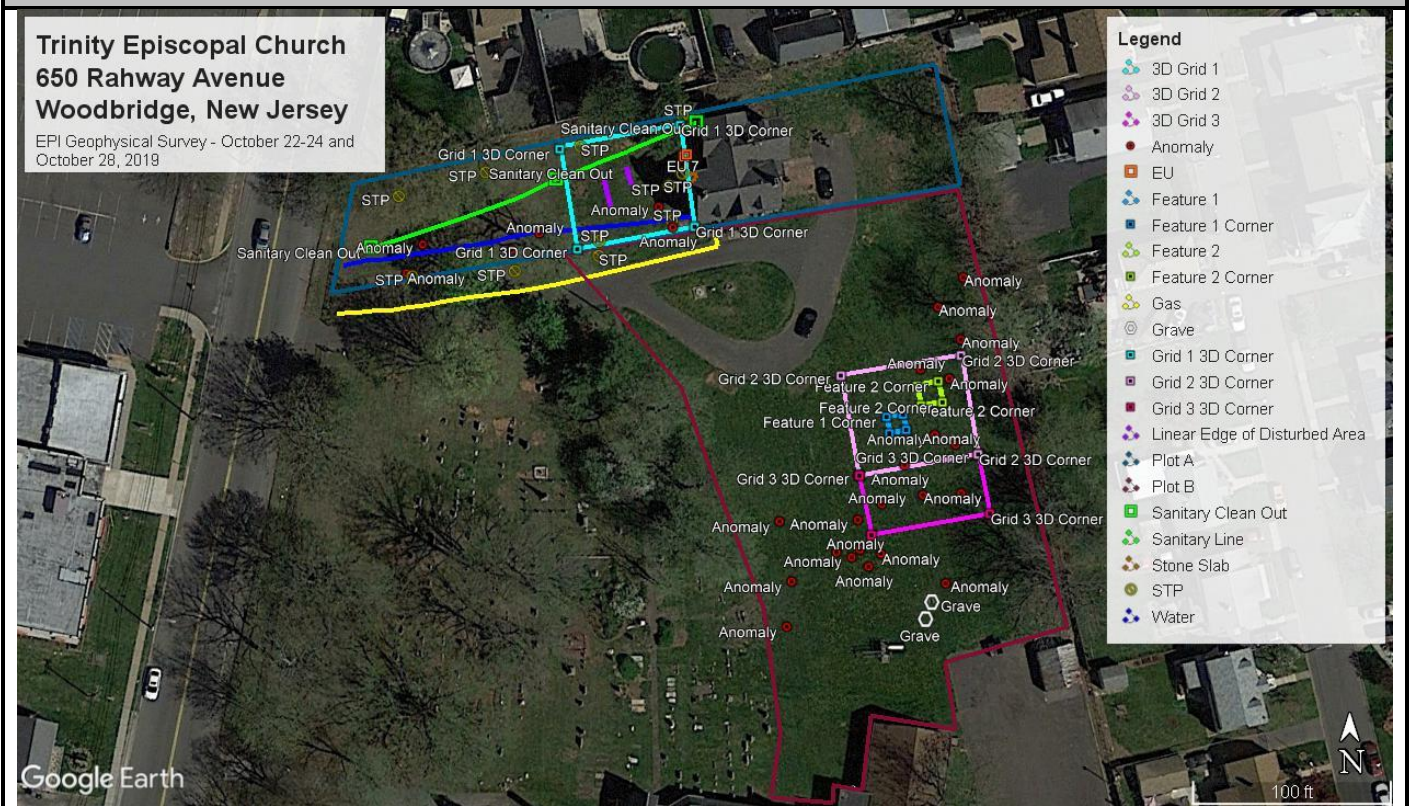 Trinity Episcopal Church
650 Rahway Avenue
Woodbridge, New Jersey
EPI Geophysical Survey - October 22-24 and
October 28, 2019
Legend
3D Grid 1
3D Grid 2
3D Grid 3
Anomaly
EU
Feature 1
Feature 1 Corner
Feature 2
Feature 2 Corner
Gas
Grave
Grid 1 3D Corner
Grid 2 3D Corner
Grid 3 3D Corner
Linear Edge of Disturbed Area
Plot A
Plot B
Sanitary Clean Out
Sanitary Line
Stone Slab
STP
Water
STP
Sanitary Clean Ou Grid 1 3D Corner
Grid 1 3D Corner STP
EU 7
STP Sanitary Clean Out
STP STP
STP
Anomaly STP
Anomaly Grid 1 3D Corner
STP Anomaly
Sanitary Clean Out Anomaly Grid 1 3D Corner
STP
STP Anomaly STP
Anomaly
Anomaly
Anomaly
Anomaly Grid 2 3D Corner
Grid 2 3D Corner Feature 2 Corner Anomaly
Feature 2 Corner Feature 2 Corner
Feature 1 Corner
Anomaly Anomaly
Grid 3 3D Corner Grid 2 3D Corner
Grid 3 3D Corner Anomaly
Anomaly Anomaly
Anomaly Anomaly Grid 3 3D Corner
Anomaly
Anomaly Anomaly
Anomaly
Anomaly Anomaly
Grave
Anomaly Grave
Google Earth
N
100 ft